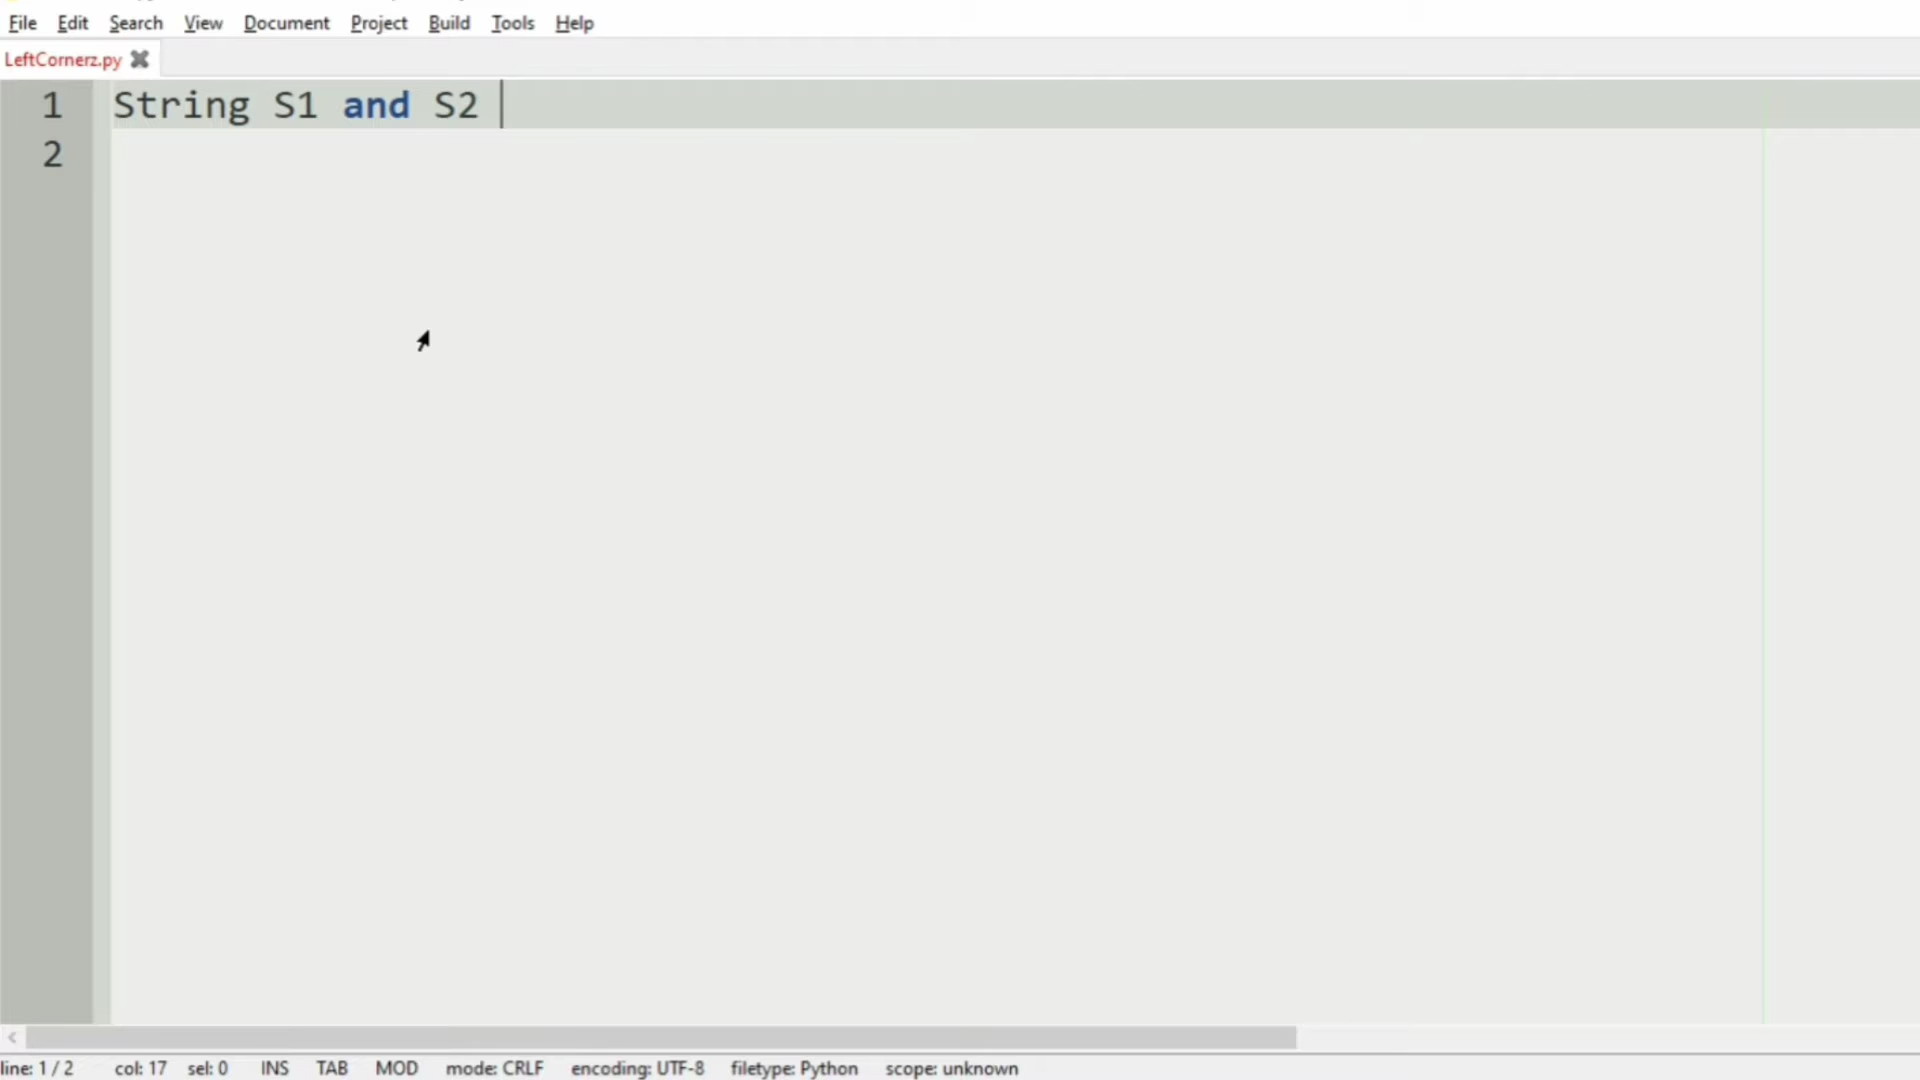 File Edit Search View Document Project Build Tools Help
LeftCornerz.py
1 String S1 and S2
2
line: 1 / 2 col: 17 sel: 0 INS TAB MOD mode: CRLF encoding: UTF-8 filetype: Python scope: unknown